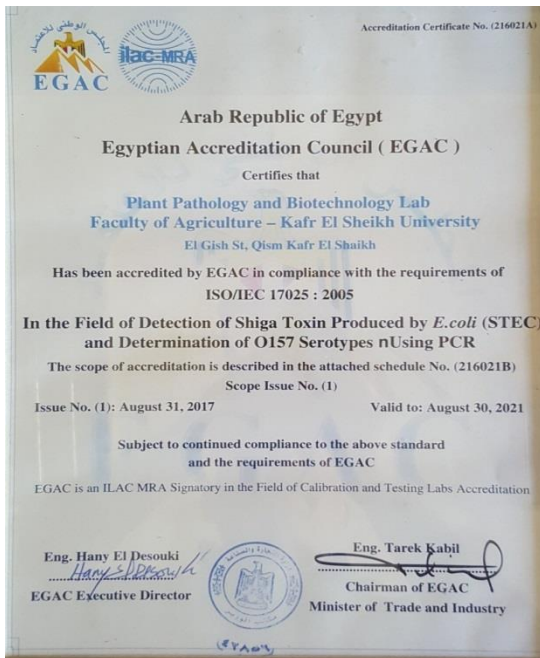 Accreditation Certificate No. (216021A)
المجلس الوطني للاعتماد
EGAC
ilac-MRA
Arab Republic of Egypt
Egyptian Accreditation Council ( EGAC )
Certifies that
Plant Pathology and Biotechnology Lab
Faculty of Agriculture – Kafr El Sheikh University
El Gish St, Qism Kafr El Shaikh
Has been accredited by EGAC in compliance with the requirements of
ISO/IEC 17025 : 2005
In the Field of Detection of Shiga Toxin Produced by E.coli (STEC)
and Determination of O157 Serotypes nUsing PCR
The scope of accreditation is described in the attached schedule No. (216021B)
Scope Issue No. (1)
Issue No. (1): August 31, 2017
Valid to: August 30, 2021
Subject to continued compliance to the above standard
and the requirements of EGAC
EGAC is an ILAC MRA Signatory in the Field of Calibration and Testing Labs Accreditation
Eng. Hany El Desouki
Hany El Desouki
EGAC Executive Director
Eng. Tarek Kabil
Chairman of EGAC
Minister of Trade and Industry